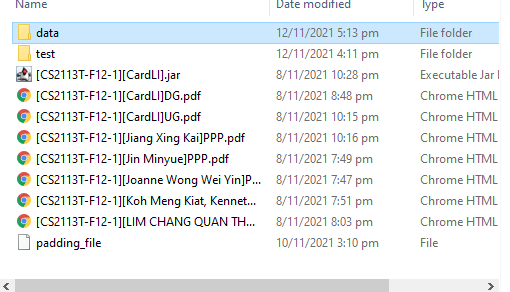 Name Date modified Type
data 12/11/2021 5:13 pm File folder
test 12/11/2021 4:11 pm File folder
[CS2113T-F12-1][CardLI].jar 8/11/2021 10:28 pm Executable Jar
[CS2113T-F12-1][CardLI]DG.pdf 8/11/2021 8:48 pm Chrome HTML
[CS2113T-F12-1][CardLI]UG.pdf 8/11/2021 10:15 pm Chrome HTML
[CS2113T-F12-1][Jiang Xing Kai]PPP.pdf 8/11/2021 10:16 pm Chrome HTML
[CS2113T-F12-1][Jin Minyue]PPP.pdf 8/11/2021 7:49 pm Chrome HTML
[CS2113T-F12-1][Joanne Wong Wei Yin]P... 8/11/2021 7:47 pm Chrome HTML
[CS2113T-F12-1][Koh Meng Kiat, Kennet... 8/11/2021 7:51 pm Chrome HTML
[CS2113T-F12-1][LIM CHANG QUAN TH... 8/11/2021 8:03 pm Chrome HTML
padding_file 10/11/2021 3:10 pm File